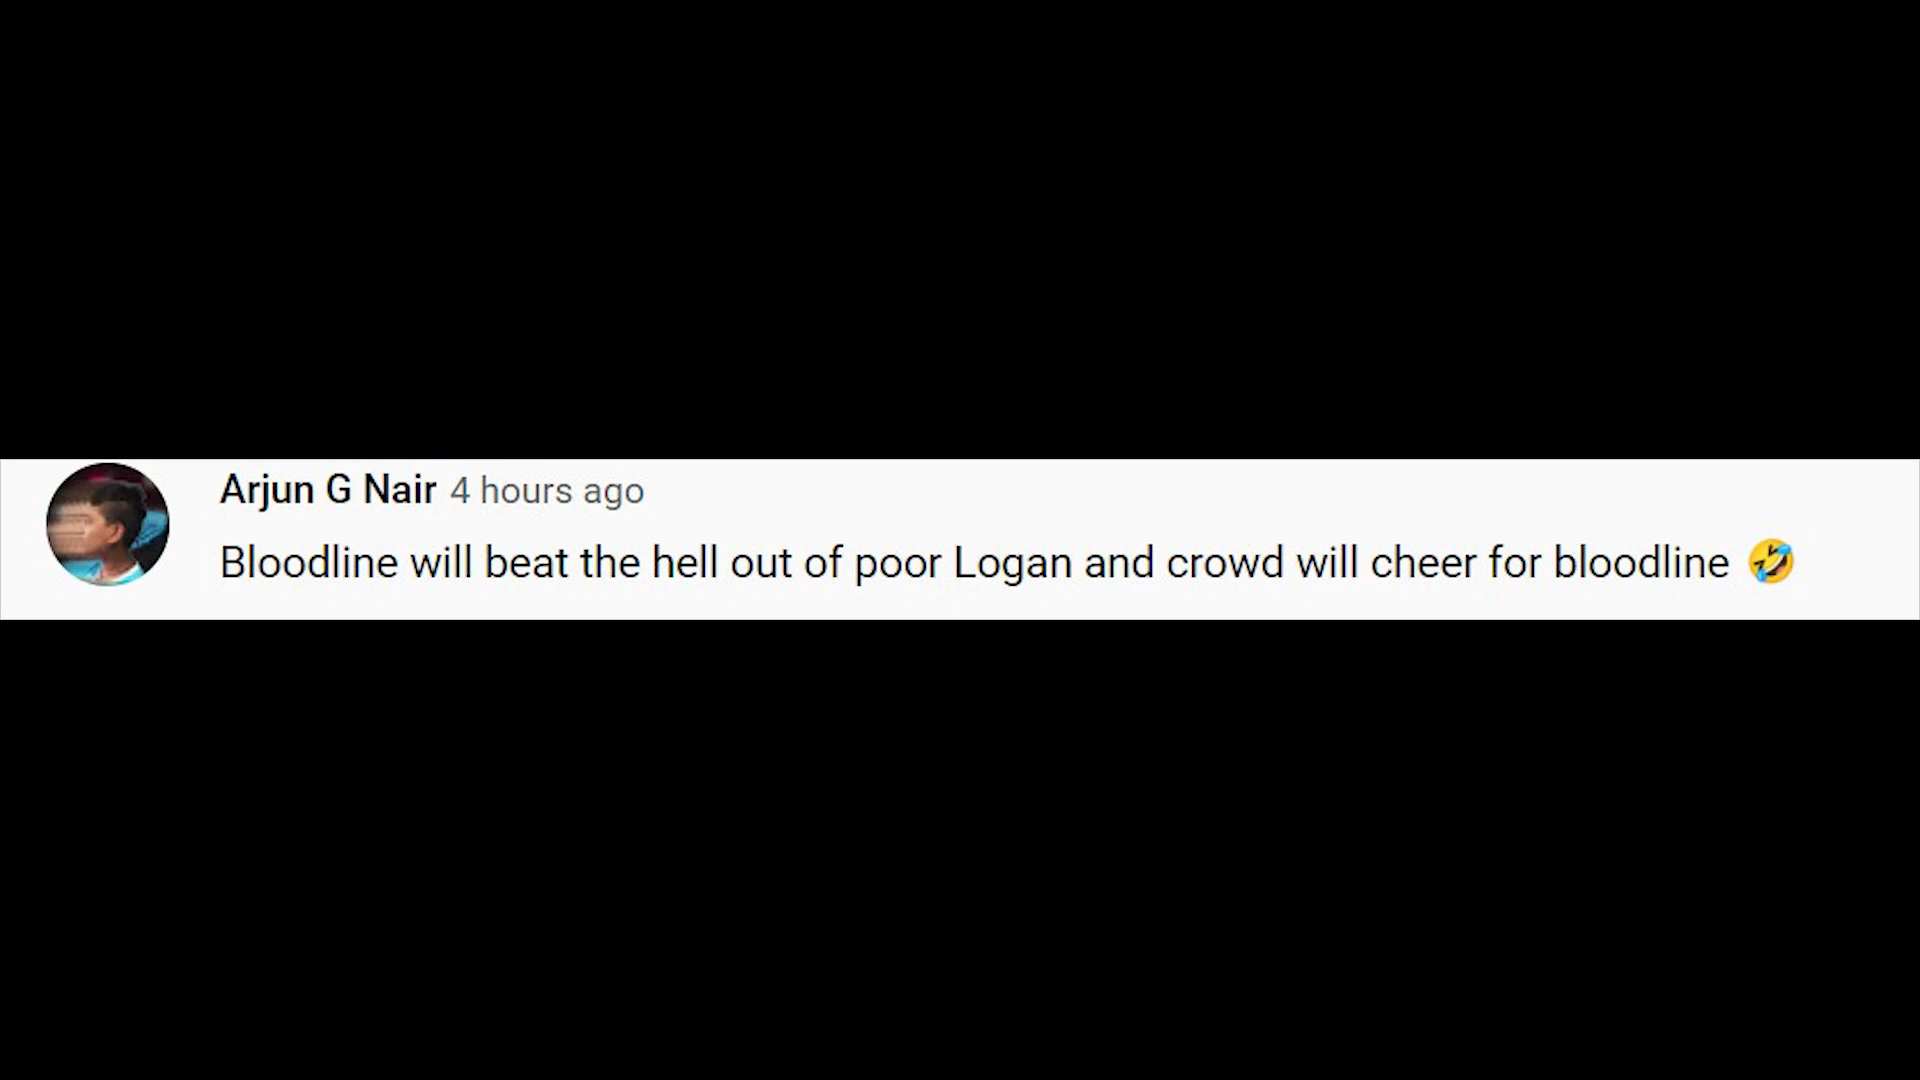 Arjun G Nair 4 hours ago
Bloodline will beat the hell out of poor Logan and crowd will cheer for bloodline 🤣